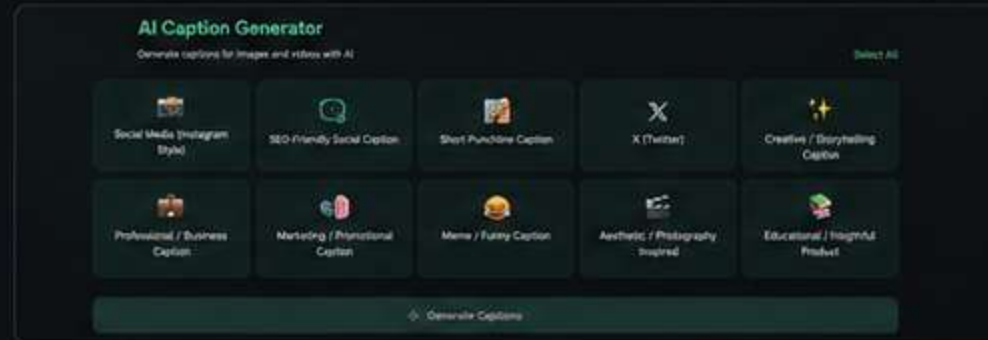 AI Caption Generator
Generate captions for images and videos with AI
Select All
Social Media (Instagram
Style)
SEO-Friendly Social Caption
Short Punchline Caption
X (Twitter)
Creative / Storytelling
Caption
Professional / Business
Caption
Marketing / Promotional
Caption
Meme / Funny Caption
Aesthetic / Photography
Inspired
Educational / Insightful
Product
Generate Captions